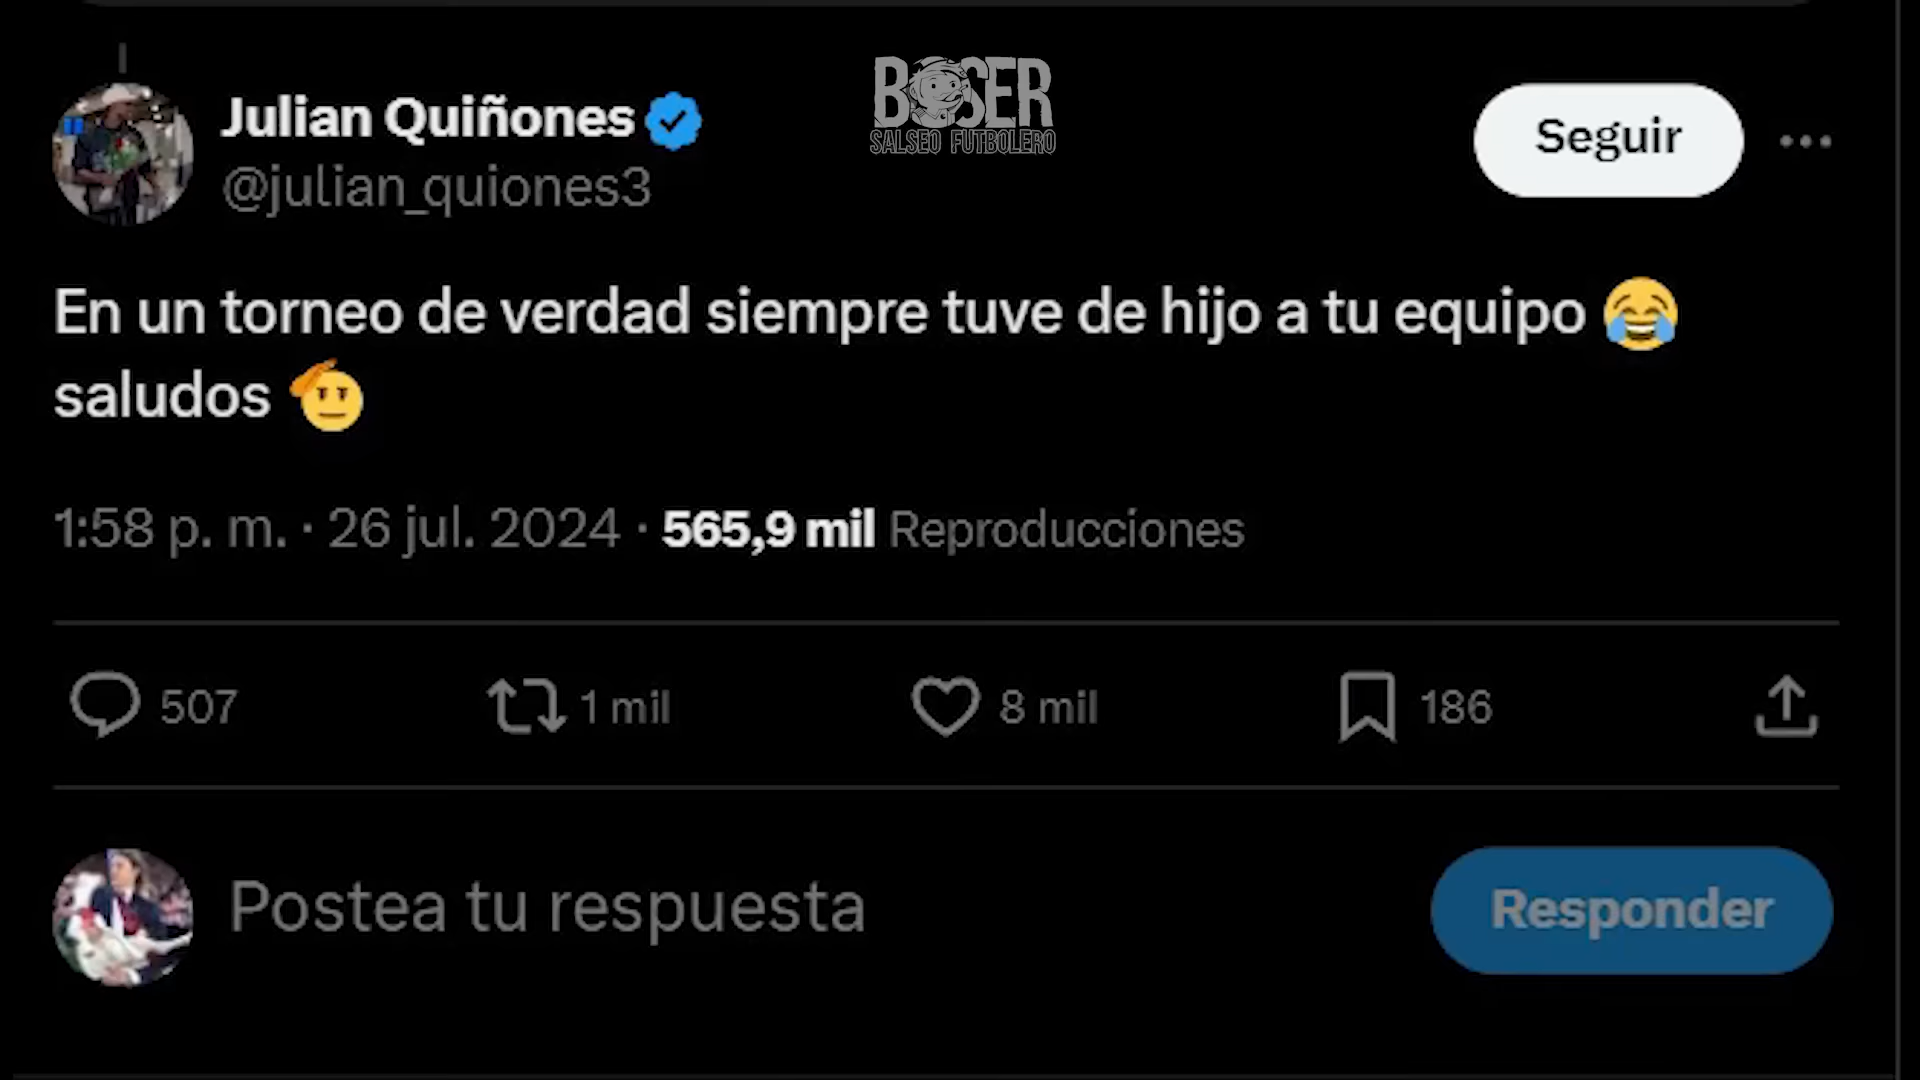 BOSER
SALSEO FUTBOLERO
Julian Quiñones
@julian_quiones3
Seguir
En un torneo de verdad siempre tuve de hijo a tu equipo 😂
saludos 🫡
1:58 p. m. · 26 jul. 2024 · 565,9 mil Reproducciones
507 1 mil 8 mil 186
Postea tu respuesta
Responder